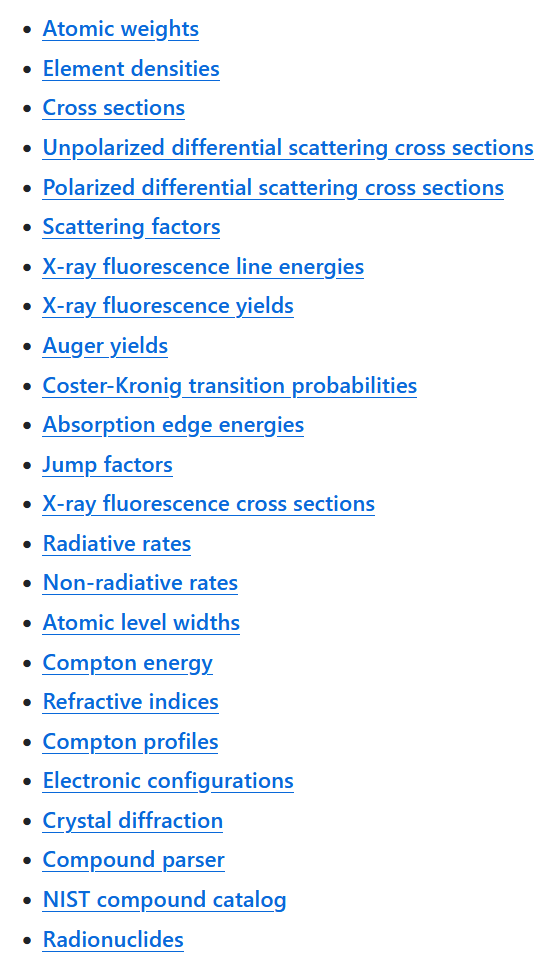 Atomic weights
Element densities
Cross sections
Unpolarized differential scattering cross sections
Polarized differential scattering cross sections
Scattering factors
X-ray fluorescence line energies
X-ray fluorescence yields
Auger yields
Coster-Kronig transition probabilities
Absorption edge energies
Jump factors
X-ray fluorescence cross sections
Radiative rates
Non-radiative rates
Atomic level widths
Compton energy
Refractive indices
Compton profiles
Electronic configurations
Crystal diffraction
Compound parser
NIST compound catalog
Radionuclides